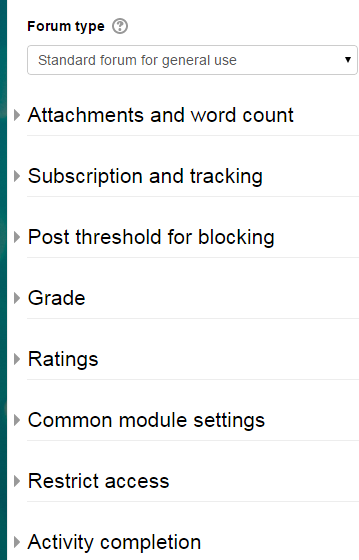 Forum type ?
Standard forum for general use
Attachments and word count
Subscription and tracking
Post threshold for blocking
Grade
Ratings
Common module settings
Restrict access
Activity completion